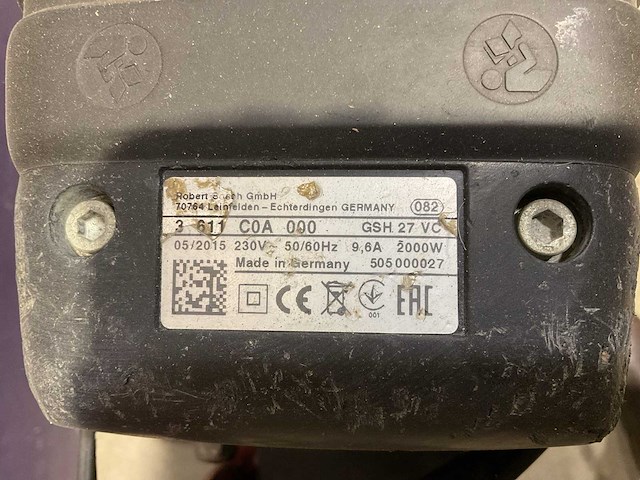 Robert Bosch GmbH
70764 Leinfelden – Echterdingen GERMANY 082
3 611 C0A 000 GSH 27 VC
05/2015 230V~ 50/60Hz 9,6A 2000W
Made in Germany 505000027
CE 001 EAC